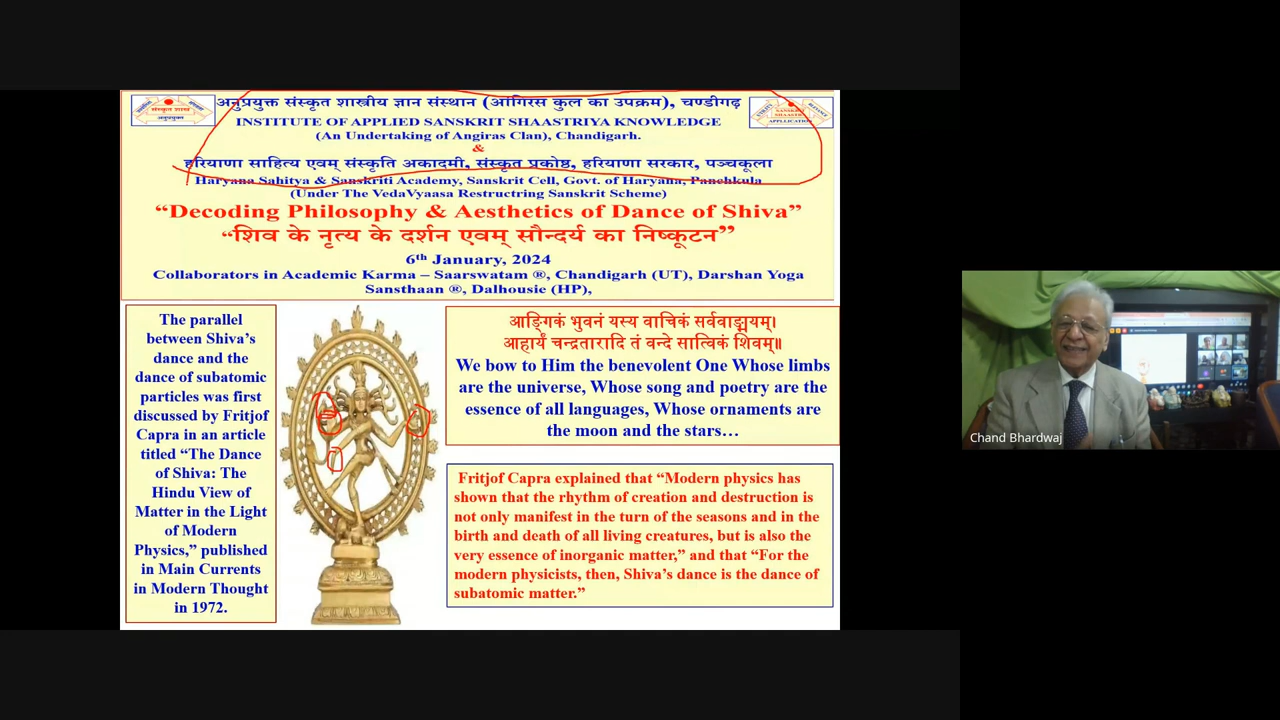 संस्कृत शास्त्र
अनुप्रयुक्त
अनुप्रयुक्त संस्कृत शास्त्रीय ज्ञान संस्थान (आंगिरस कुल का उपक्रम), चण्डीगढ़
SANSKRIT
SHAASTRA
APPLICATION
INSTITUTE OF APPLIED SANSKRIT SHAASTRIYA KNOWLEDGE
(An Undertaking of Angiras Clan), Chandigarh.
&
हरियाणा साहित्य एवम् संस्कृति अकादमी, संस्कृत प्रकोष्ठ, हरियाणा सरकार, पञ्चकूला
Haryana Sahitya & Sanskriti Academy, Sanskrit Cell, Govt. of Haryana, Panchkula
(Under The VedaVyaasa Restructring Sanskrit Scheme)
“Decoding Philosophy & Aesthetics of Dance of Shiva”
“शिव के नृत्य के दर्शन एवम् सौन्दर्य का निष्कूटन”
6th January, 2024
Collaborators in Academic Karma – Saarswatam ®, Chandigarh (UT), Darshan Yoga
Sansthaan ®, Dalhousic (HP),
The parallel
between Shiva’s
dance and the
dance of subatomic
particles was first
discussed by Fritjof
Capra in an article
titled “The Dance
of Shiva: The
Hindu View of
Matter in the Light
of Modern
Physics,” published
in Main Currents
in Modern Thought
in 1972.
आङ्गिकं भुवनं यस्य वाचिकं सर्ववाङ्मयम्।
आहार्यं चन्द्रतारादि तं वन्दे सात्विकं शिवम्॥
We bow to Him the benevolent One Whose limbs
are the universe, Whose song and poetry are the
essence of all languages, Whose ornaments are
the moon and the stars…
Fritjof Capra explained that “Modern physics has
shown that the rhythm of creation and destruction is
not only manifest in the turn of the seasons and in the
birth and death of all living creatures, but is also the
very essence of inorganic matter,” and that “For the
modern physicists, then, Shiva’s dance is the dance of
subatomic matter.”
Chand Bhardwaj